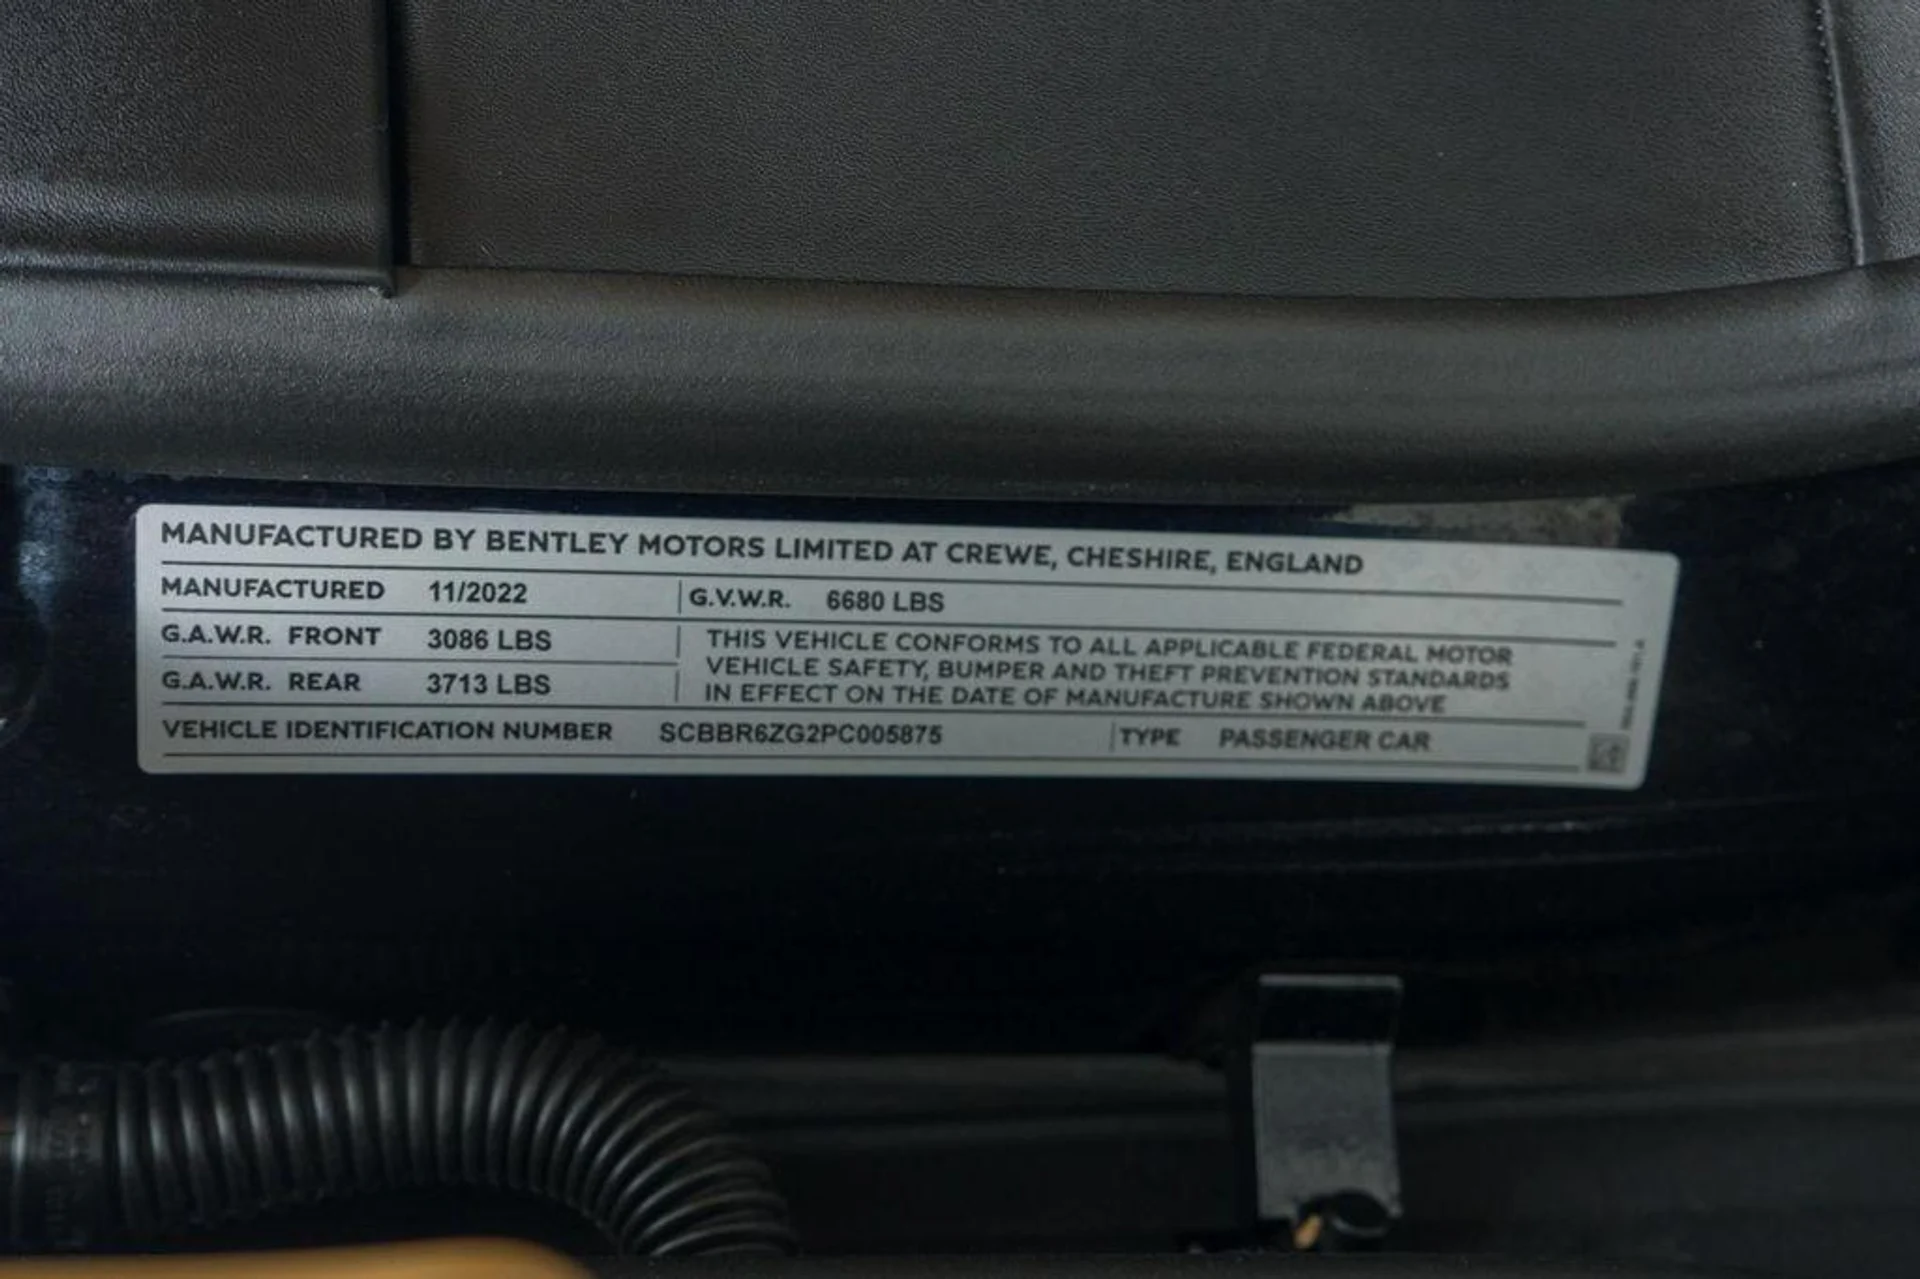 MANUFACTURED BY BENTLEY MOTORS LIMITED AT CREWE, CHESHIRE, ENGLAND
MANUFACTURED 11/2022 G.V.W.R. 6680 LBS
G.A.W.R. FRONT 3086 LBS
G.A.W.R. REAR 3713 LBS
THIS VEHICLE CONFORMS TO ALL APPLICABLE FEDERAL MOTOR
VEHICLE SAFETY, BUMPER AND THEFT PREVENTION STANDARDS
IN EFFECT ON THE DATE OF MANUFACTURE SHOWN ABOVE
VEHICLE IDENTIFICATION NUMBER SCBBR6ZG2PC005875 TYPE PASSENGER CAR